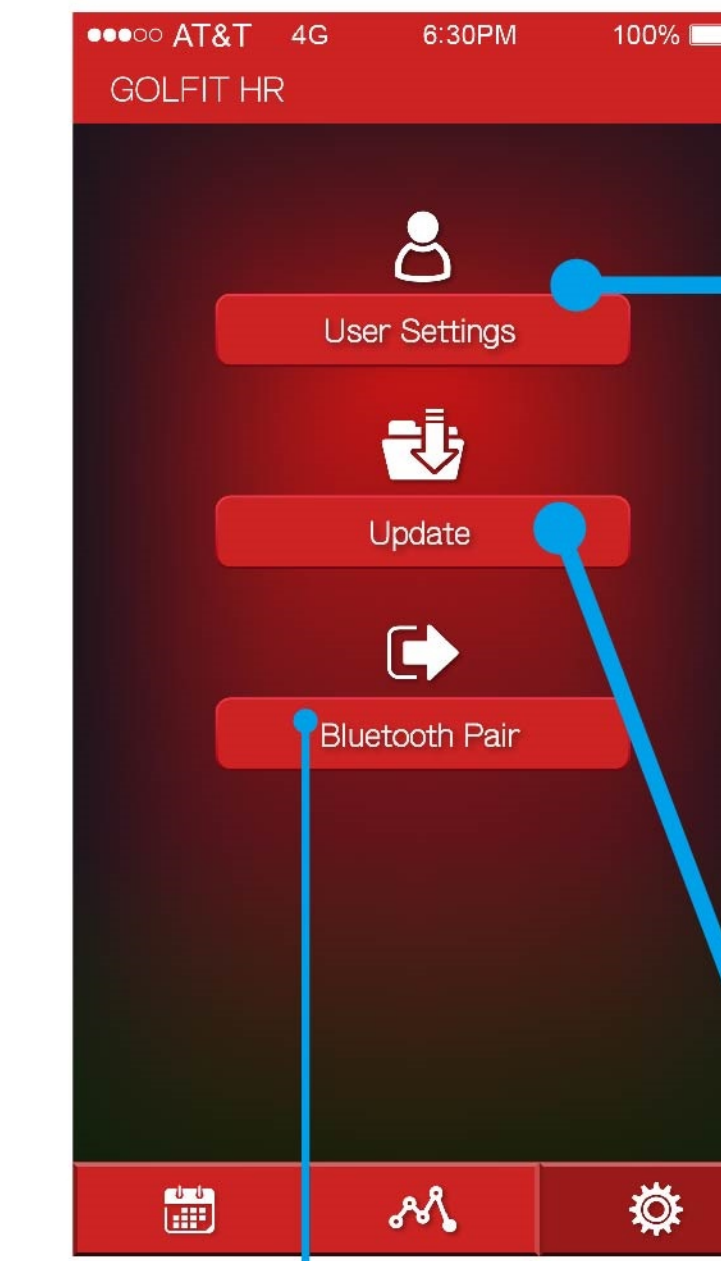 AT&T 4G 6:30PM 100%
GOLFIT HR
User Settings
Update
Bluetooth Pair